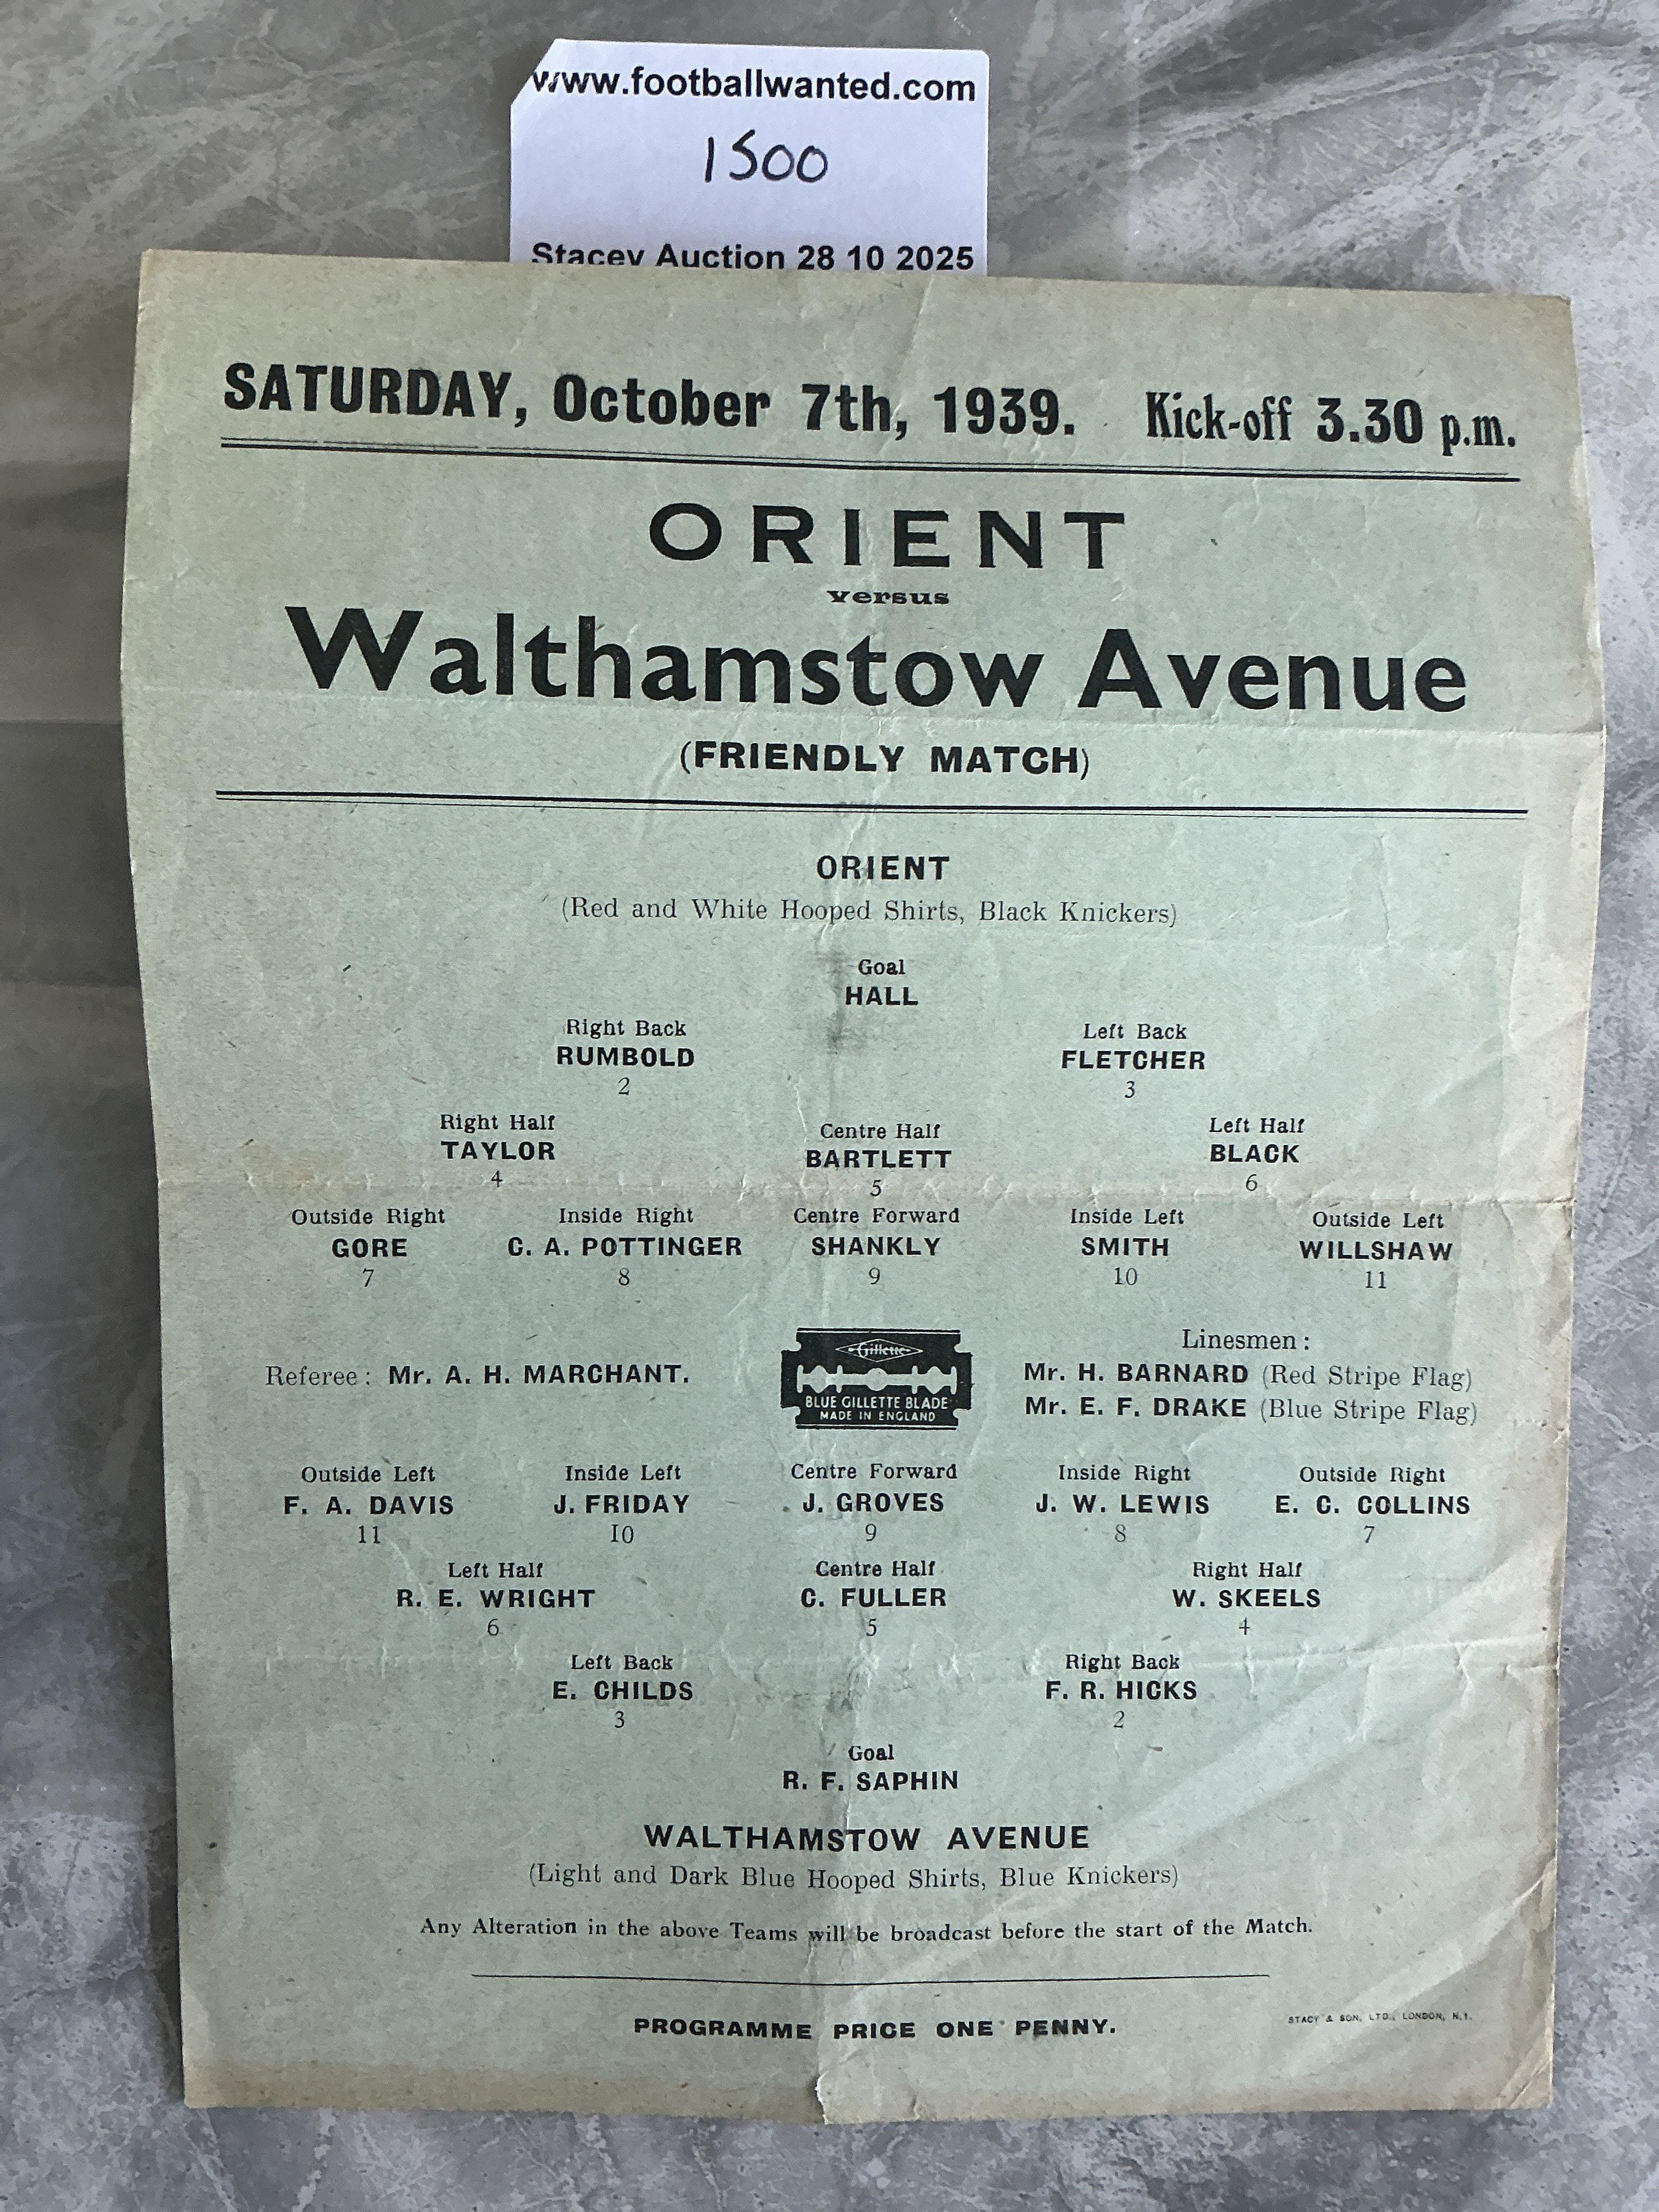 www.footballwanted.com
1500
Stacey Auction 28 10 2025
SATURDAY, October 7th, 1939. Kick-off 3.30 p.m.
ORIENT
versus
Walthamstow Avenue
(FRIENDLY MATCH)
ORIENT
(Red and White Hooped Shirts, Black Knickers)
Goal
HALL
Right Back Left Back
RUMBOLD FLETCHER
2 3
Right Half Centre Half Left Half
TAYLOR BARTLETT BLACK
4 5 6
Outside Right Inside Right Centre Forward Inside Left Outside Left
GORE C. A. POTTINGER SHANKLY SMITH WILLSHAW
7 8 9 10 11
Linesmen:
Referee: Mr. A. H. MARCHANT. Mr. H. BARNARD (Red Stripe Flag)
Mr. E. F. DRAKE (Blue Stripe Flag)
Gillette
BLUE GILLETTE BLADE
MADE IN ENGLAND
Outside Left Inside Left Centre Forward Inside Right Outside Right
F. A. DAVIS J. FRIDAY J. GROVES J. W. LEWIS E. C. COLLINS
11 10 9 8 7
Left Half Centre Half Right Half
R. E. WRIGHT C. FULLER W. SKEELS
6 5 4
Left Back Right Back
E. CHILDS F. R. HICKS
3 2
Goal
R. F. SAPHIN
WALTHAMSTOW AVENUE
(Light and Dark Blue Hooped Shirts, Blue Knickers)
Any Alteration in the above Teams will be broadcast before the start of the Match.
PROGRAMME PRICE ONE PENNY.
STACY & SON, LTD., LONDON, N.1.